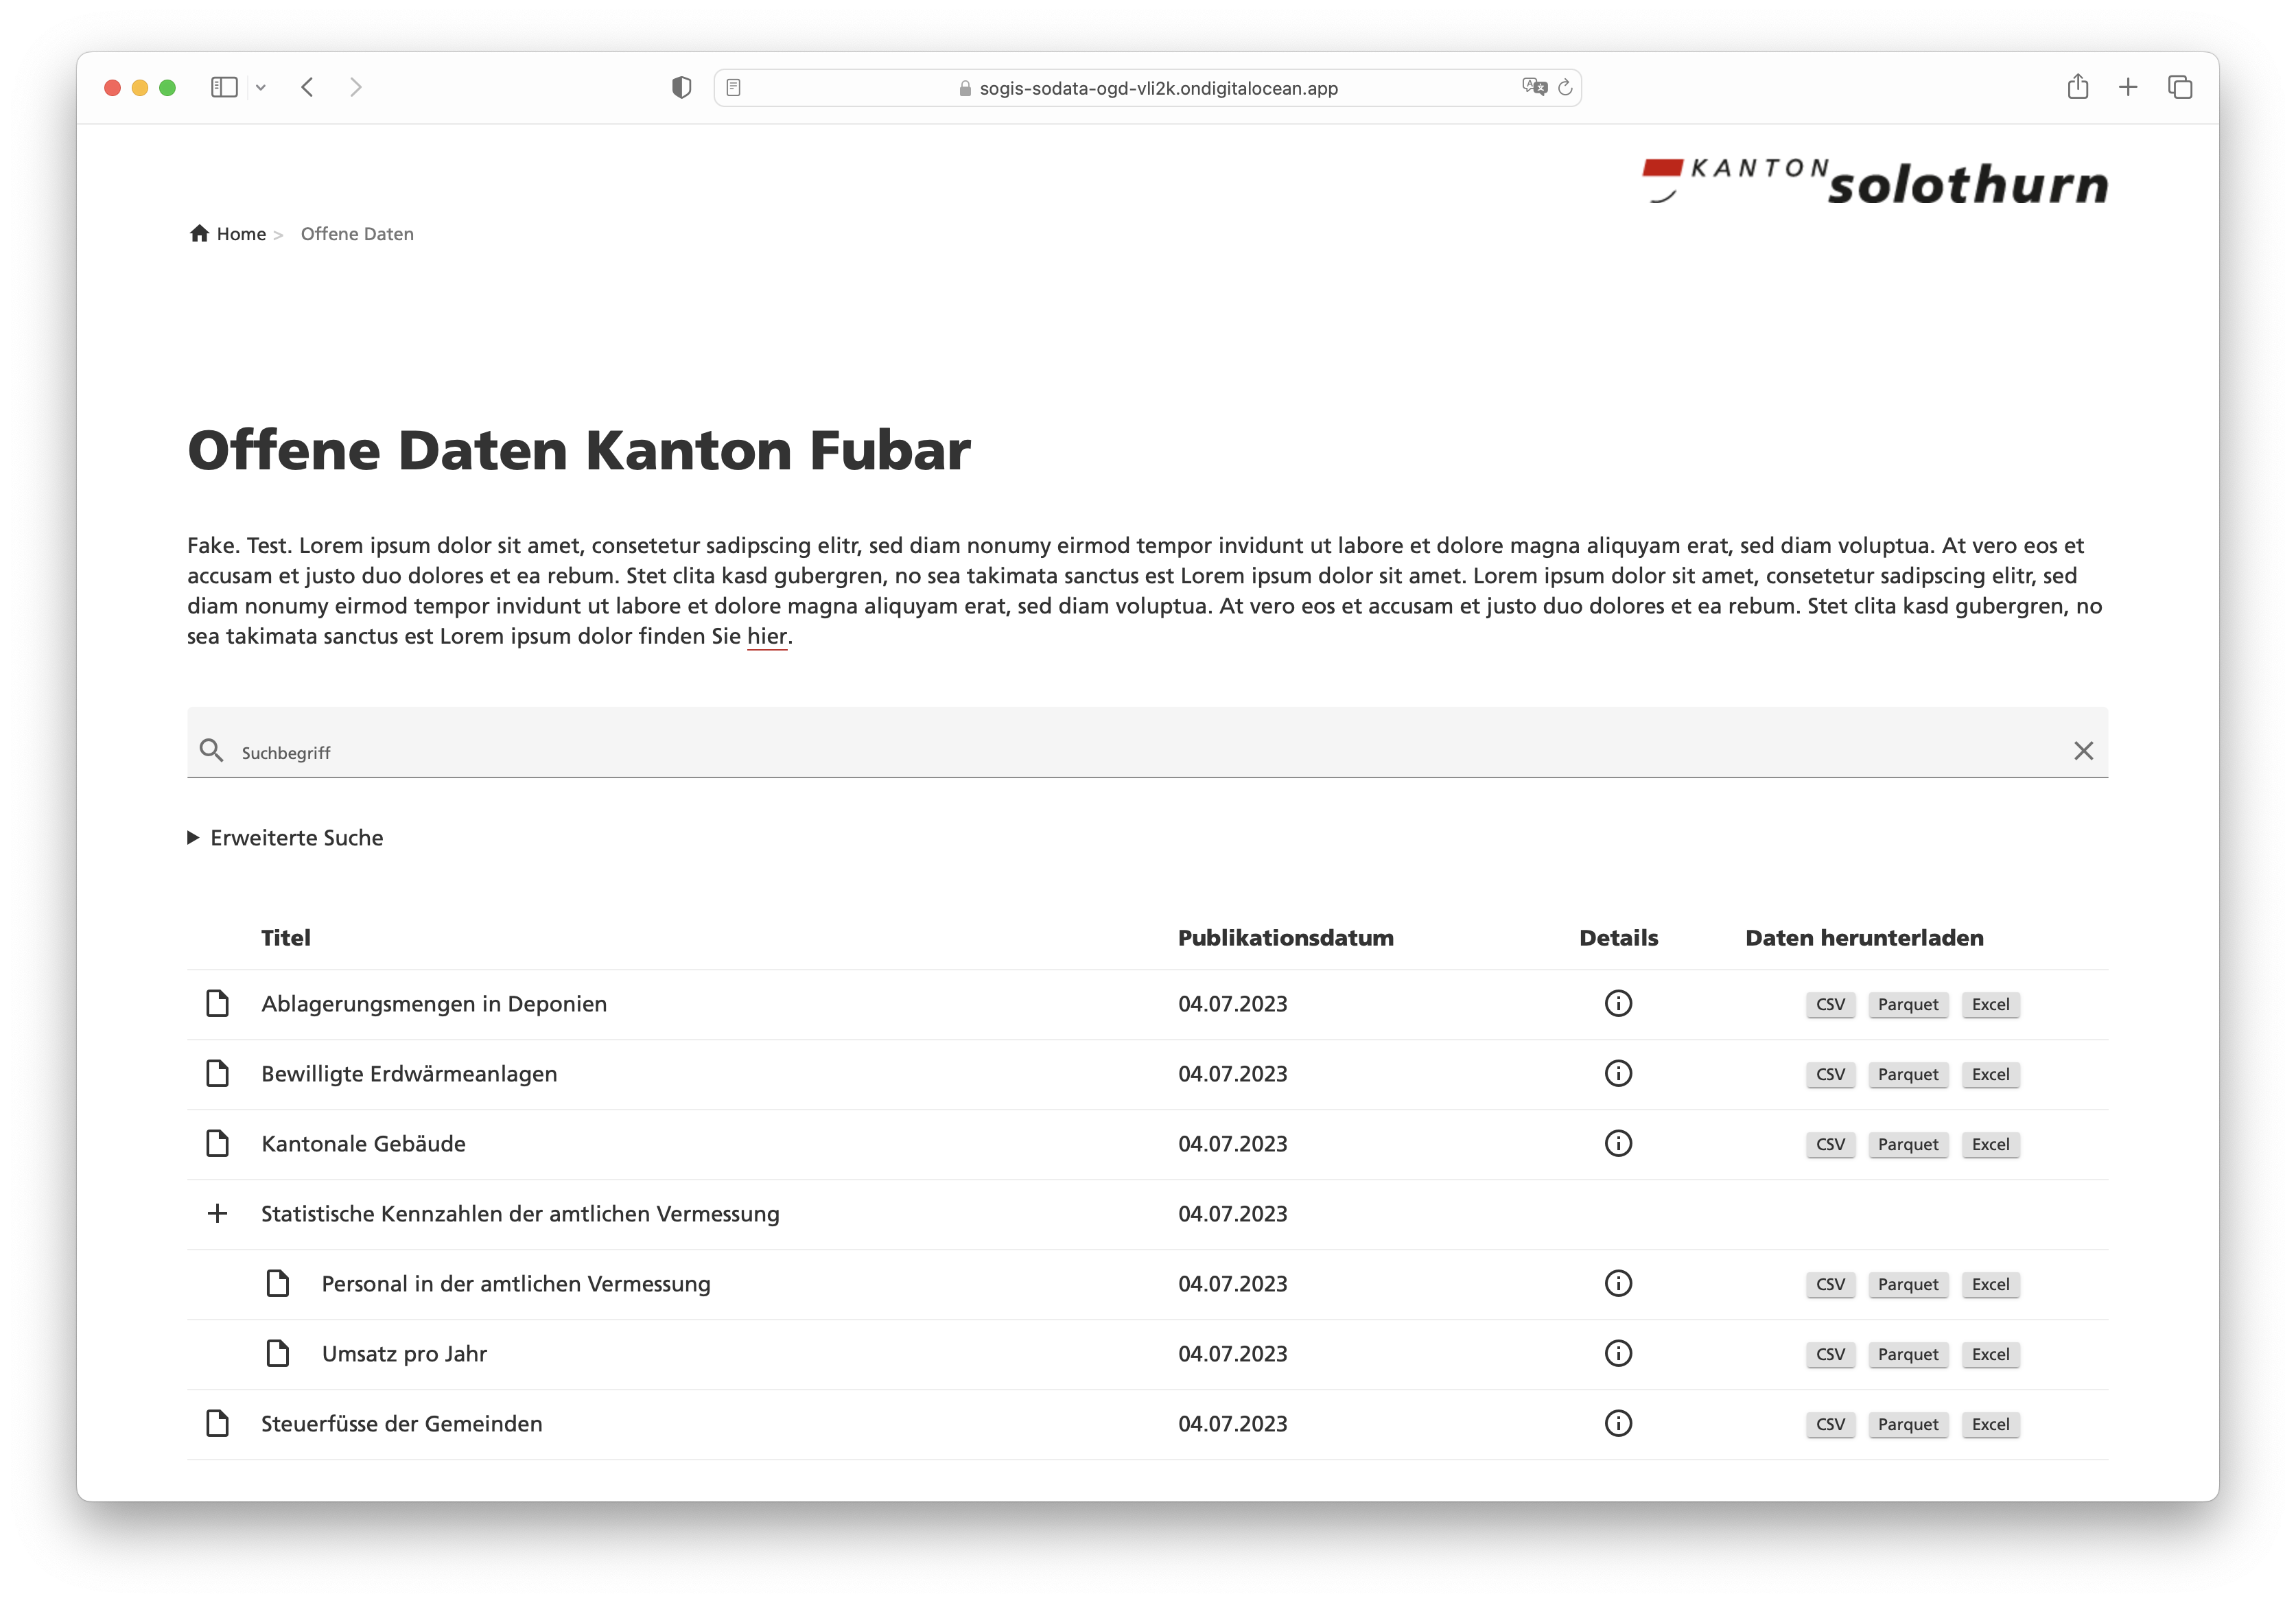 sogis-sodata-ogd-vli2k.ondigitalocean.app
KANTON solothurn
Home > Offene Daten
Offene Daten Kanton Fubar
Fake. Test. Lorem ipsum dolor sit amet, consetetur sadipscing elitr, sed diam nonumy eirmod tempor invidunt ut labore et dolore magna aliquyam erat, sed diam voluptua. At vero eos et
accusam et justo duo dolores et ea rebum. Stet clita kasd gubergren, no sea takimata sanctus est Lorem ipsum dolor sit amet. Lorem ipsum dolor sit amet, consetetur sadipscing elitr, sed
diam nonumy eirmod tempor invidunt ut labore et dolore magna aliquyam erat, sed diam voluptua. At vero eos et accusam et justo duo dolores et ea rebum. Stet clita kasd gubergren, no
sea takimata sanctus est Lorem ipsum dolor finden Sie hier.
Suchbegriff
Erweiterte Suche
Titel Publikationsdatum Details Daten herunterladen
Ablagerungsmengen in Deponien 04.07.2023 CSV Parquet Excel
Bewilligte Erdwärmeanlagen 04.07.2023 CSV Parquet Excel
Kantonale Gebäude 04.07.2023 CSV Parquet Excel
Statistische Kennzahlen der amtlichen Vermessung 04.07.2023
Personal in der amtlichen Vermessung 04.07.2023 CSV Parquet Excel
Umsatz pro Jahr 04.07.2023 CSV Parquet Excel
Steuerfüsse der Gemeinden 04.07.2023 CSV Parquet Excel